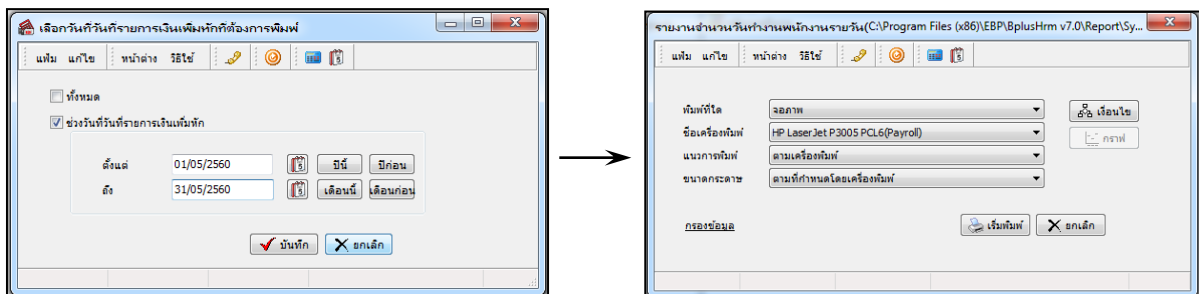 เลือกวันที่วันที่รายการเงินเพิ่มหักที่ต้องการพิมพ์
แฟ้ม แก้ไข หน้าต่าง วิธีใช้
ทั้งหมด
ช่วงวันที่วันที่รายการเงินเพิ่มหัก
ตั้งแต่ 01/05/2560 ปีนี้ ปีก่อน
ถึง 31/05/2560 เดือนนี้ เดือนก่อน
บันทึก ยกเลิก
รายงานจำนวนวันทำงานพนักงานรายวัน(C:\Program Files (x86)\EBP\BplusHrm v7.0\Report\Sy...
แฟ้ม แก้ไข หน้าต่าง วิธีใช้
พิมพ์ที่ใด จอภาพ เงื่อนไข
ชื่อเครื่องพิมพ์ HP LaserJet P3005 PCL6(Payroll) กราฟ
แนวการพิมพ์ ตามเครื่องพิมพ์
ขนาดกระดาษ ตามที่กำหนดโดยเครื่องพิมพ์
กรองข้อมูล เริ่มพิมพ์ ยกเลิก